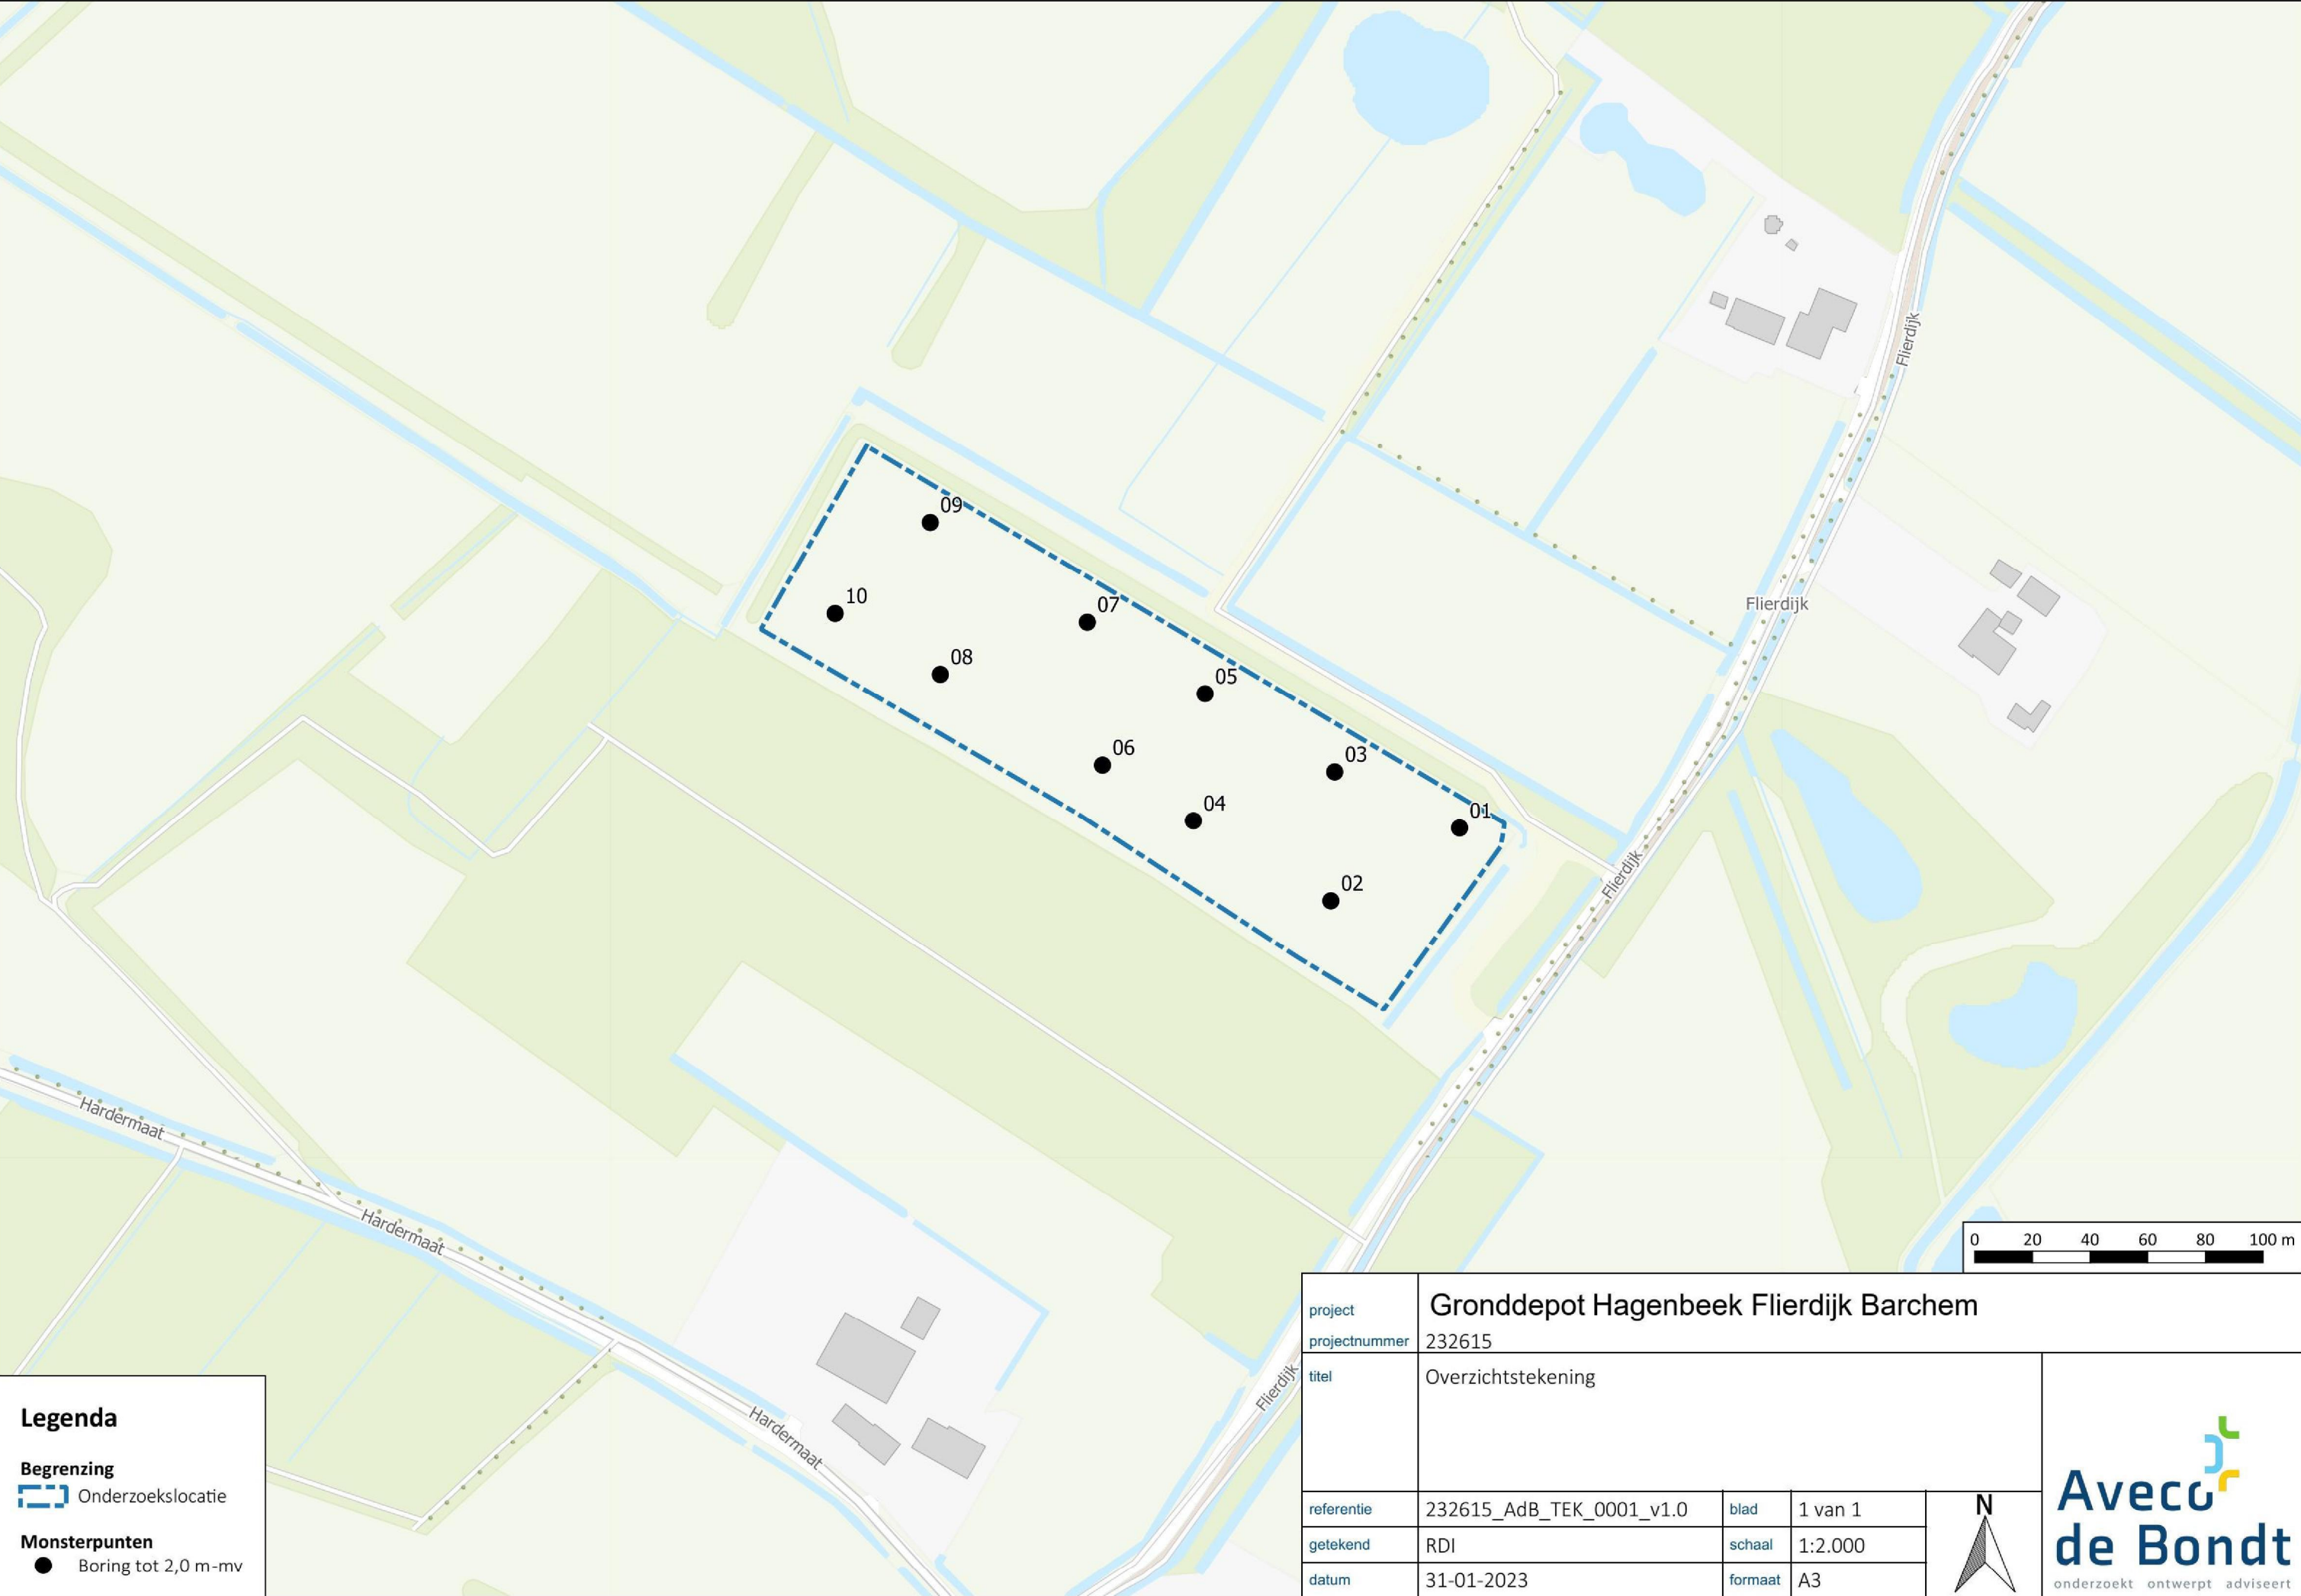 Flierdijk
09
10
07
08
05
Flierdijk
06
03
04
01
02
Flierdijk
Hardermaat
Hardermaat
Flierdijk
Hardermaat
0 20 40 60 80 100 m
project Gronddepot Hagenbeek Flierdijk Barchem
projectnummer 232615
titel Overzichtstekening
referentie 232615_AdB_TEK_0001_v1.0 blad 1 van 1
getekend RDI schaal 1:2.000
datum 31-01-2023 formaat A3
N
Aveco
de Bondt
onderzoekt ontwerpt adviseert
Legenda
Begrenzing
Onderzoekslocatie
Monsterpunten
Boring tot 2,0 m-mv